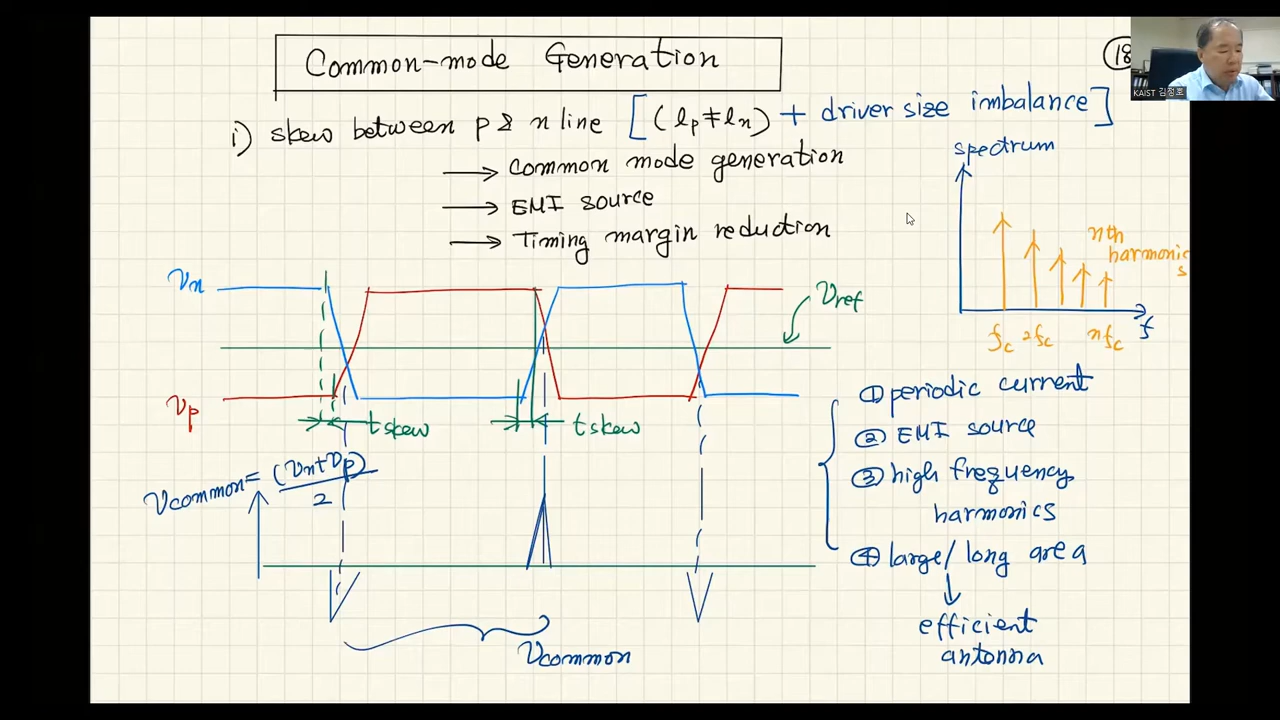 Common-mode Generation
18
KAIST 김정호
i) skew between p & n line [(lp≠ln) + driver size imbalance]
→ Common mode generation
→ EMI source
→ Timing margin reduction
spectrum
nth
harmonics
fc 2fc nfc
f
Vn
Vref
Vp
tskew
tskew
Vcommon = (Vn+Vp)/2
Vcommon
① periodic current
② EMI source
③ high frequency
harmonics
④ large/long area
↓
efficient
antonna